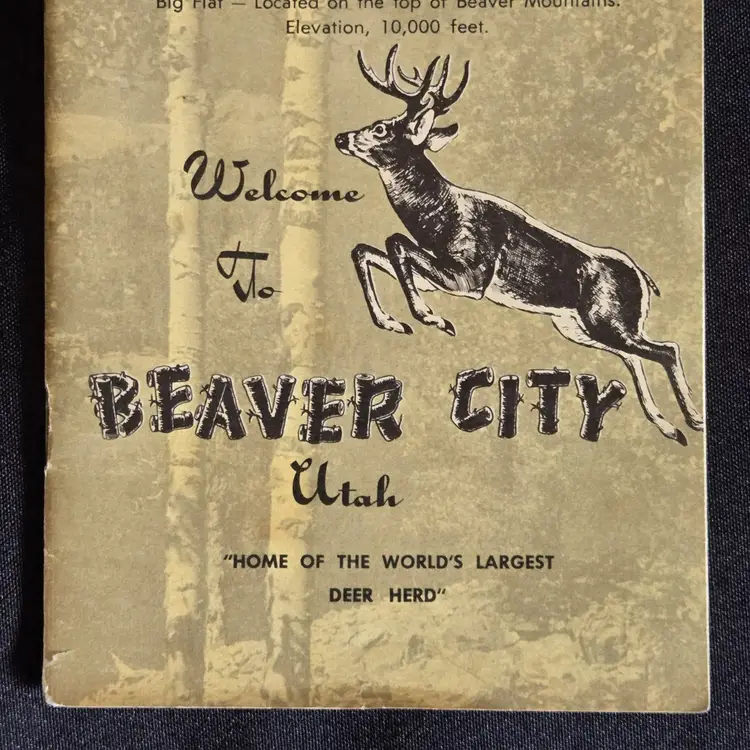 Big Flat — Located on the top of Beaver Mountains.
Elevation, 10,000 feet.
Welcome
To
BEAVER CITY
Utah
"HOME OF THE WORLD'S LARGEST
DEER HERD"